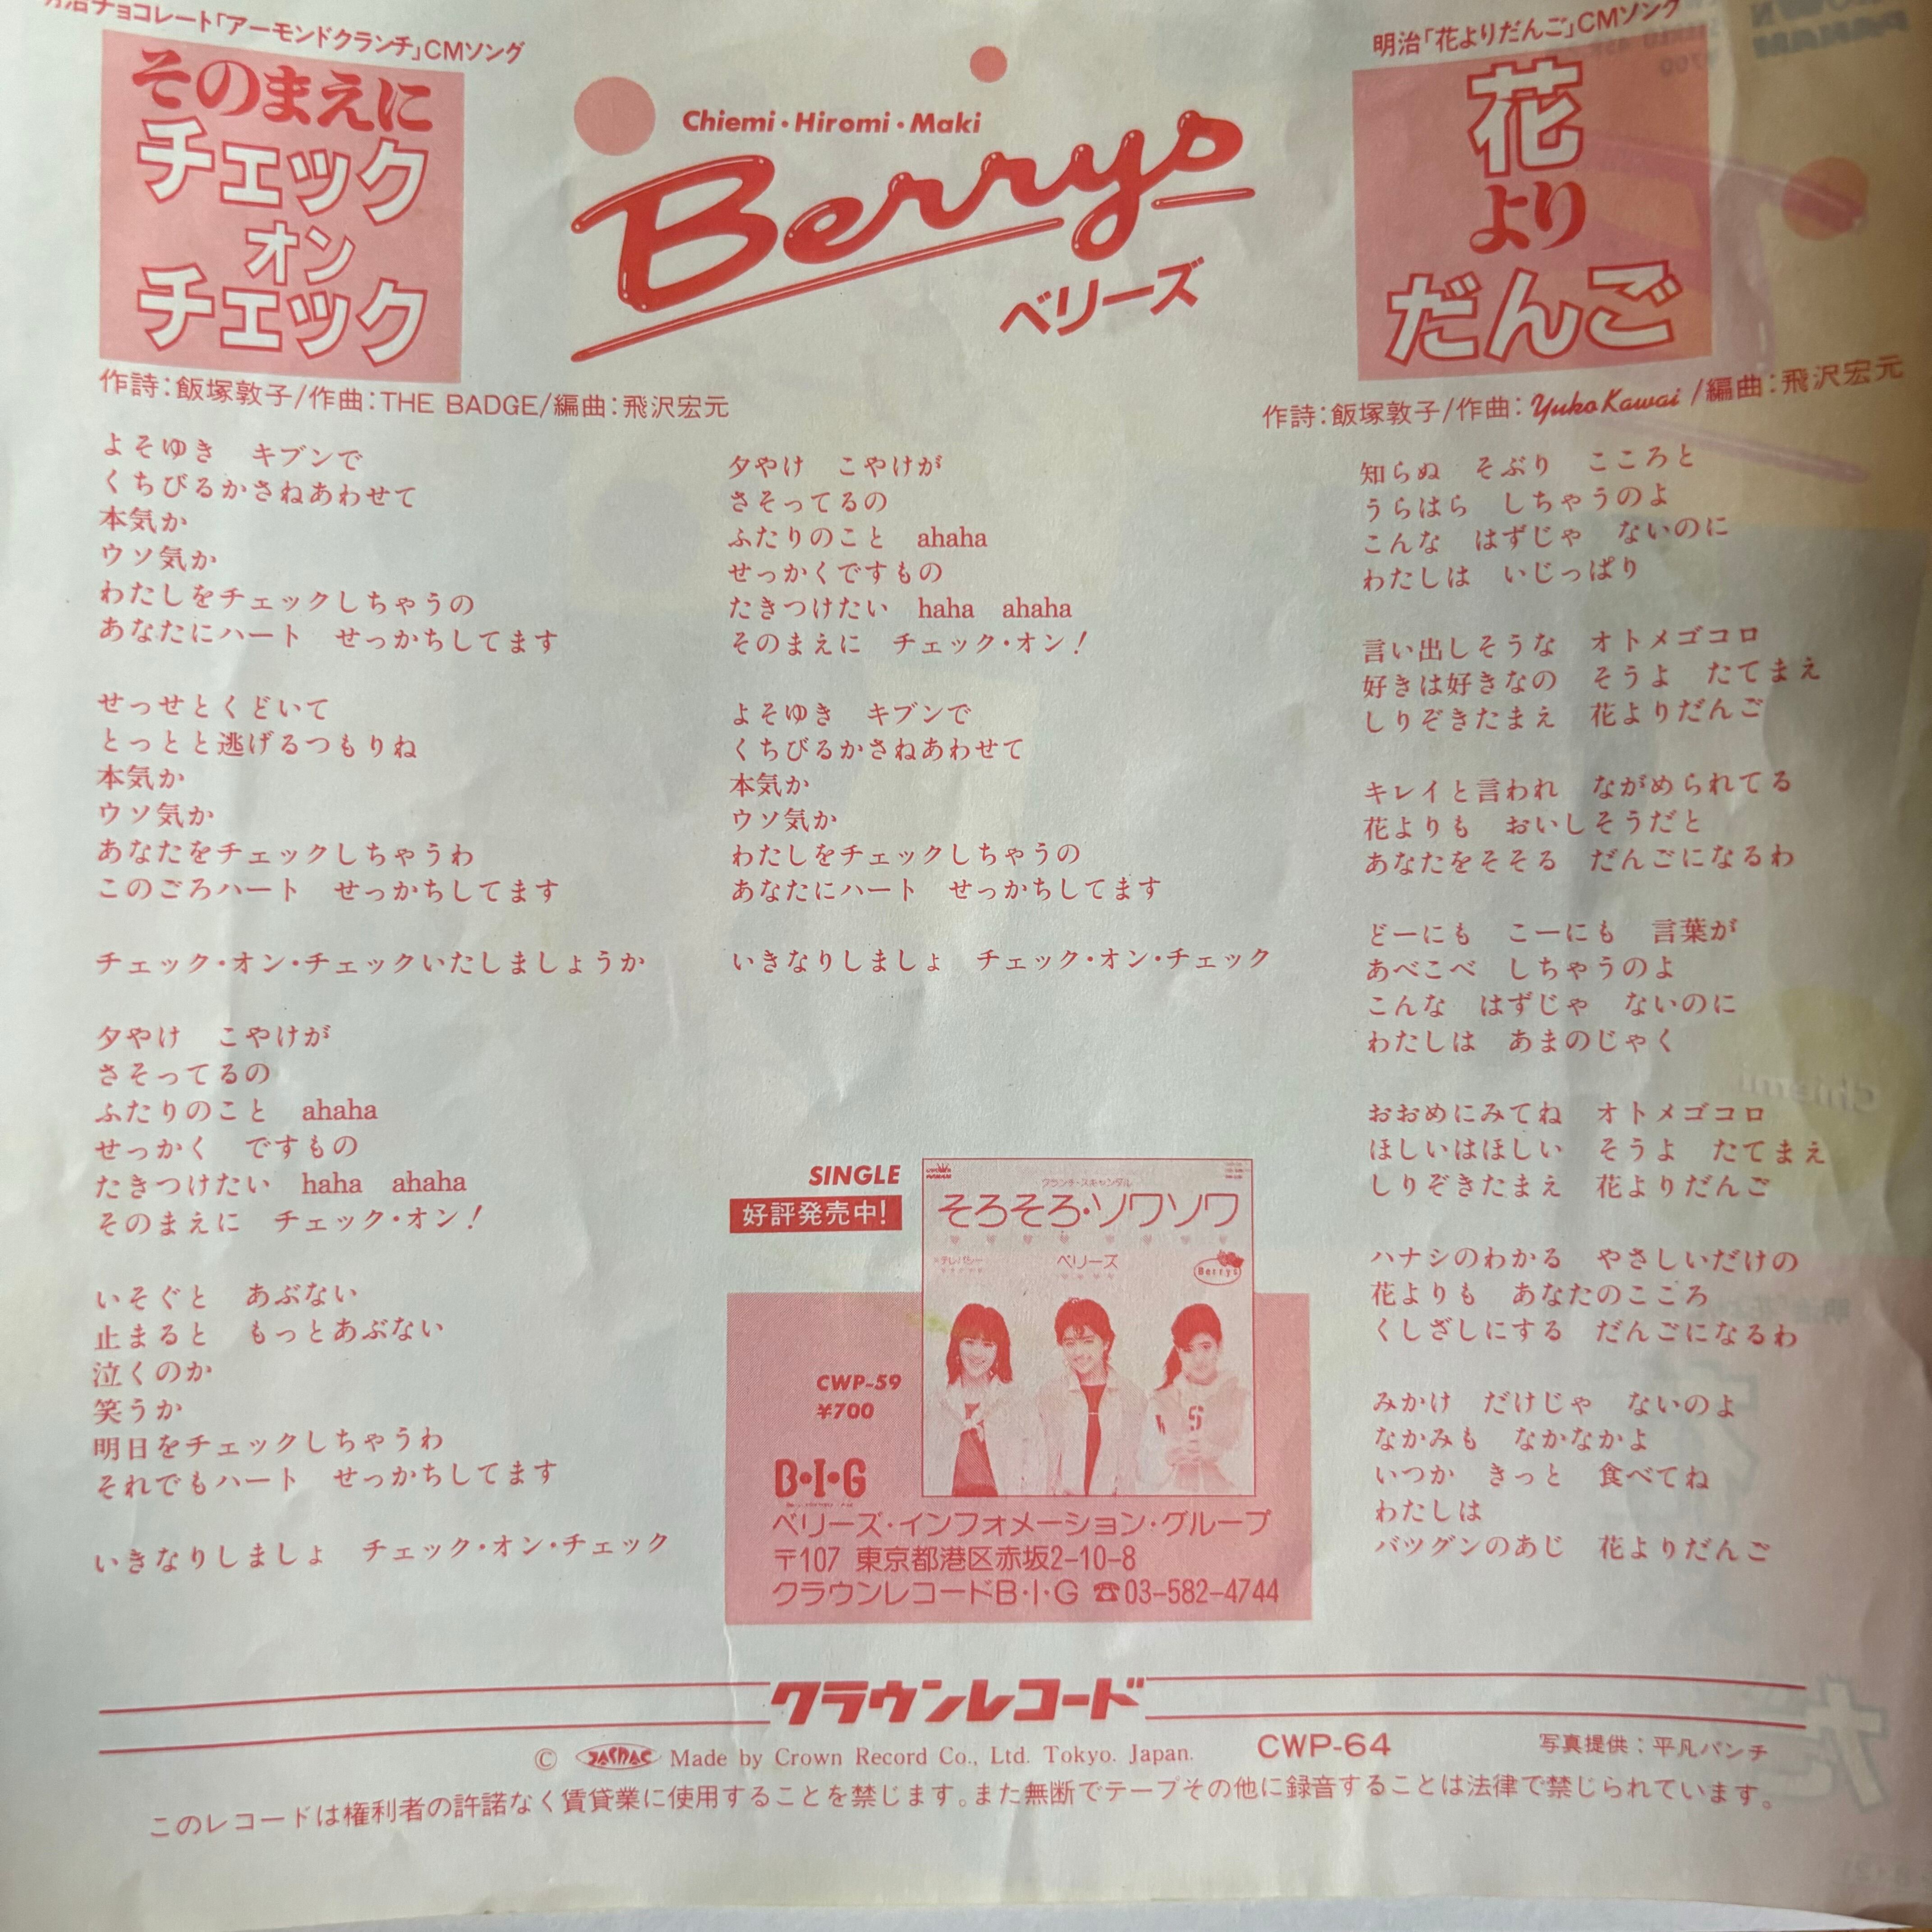 明治チョコレート「アーモンドクランチ」CMソング
そのまえに
チェック
オン
チェック
作詩：飯塚敦子/作曲：THE BADGE/編曲：飛沢宏元
Chiemi・Hiromi・Maki
Berrys
ベリーズ
明治「花よりだんご」CMソング
花
より
だんご
作詩：飯塚敦子/作曲：Yuko Kawai/編曲：飛沢宏元
よそゆき　キブンで
くちびるかさねあわせて
本気か
ウソ気か
わたしをチェックしちゃうの
あなたにハート　せっかちしてます
せっせとくどいて
とっとと逃げるつもりね
本気か
ウソ気か
あなたをチェックしちゃうわ
このごろハート　せっかちしてます
チェック・オン・チェックいたしましょうか
夕やけ　こやけが
さそってるの
ふたりのこと　ahaha
せっかく　ですもの
たきつけたい　haha　ahaha
そのまえに　チェック・オン！
いそぐと　あぶない
止まると　もっとあぶない
泣くのか
笑うか
明日をチェックしちゃうわ
それでもハート　せっかちしてます
いきなりしましょ　チェック・オン・チェック
夕やけ　こやけが
さそってるの
ふたりのこと　ahaha
せっかくですもの
たきつけたい　haha　ahaha
そのまえに　チェック・オン！
よそゆき　キブンで
くちびるかさねあわせて
本気か
ウソ気か
わたしをチェックしちゃうの
あなたにハート　せっかちしてます
いきなりしましょ　チェック・オン・チェック
知らぬ　そぶり　こころと
うらはら　しちゃうのよ
こんな　はずじゃ　ないのに
わたしは　いじっぱり
言い出しそうな　オトメゴコロ
好きは好きなの　そうよ　たてまえ
しりぞきたまえ　花よりだんご
キレイと言われ　ながめられてる
花よりも　おいしそうだと
あなたをそそる　だんごになるわ
どーにも　こーにも　言葉が
あべこべ　しちゃうのよ
こんな　はずじゃ　ないのに
わたしは　あまのじゃく
おおめにみてね　オトメゴコロ
ほしいはほしい　そうよ　たてまえ
しりぞきたまえ　花よりだんご
ハナシのわかる　やさしいだけの
花よりも　あなたのこころ
くしざしにする　だんごになるわ
みかけ　だけじゃ　ないのよ
なかみも　なかなかよ
いつか　きっと　食べてね
わたしは
バツグンのあじ　花よりだんご
SINGLE
好評発売中！
クランチ・スキャンダル
そろそろ・ソワソワ
テレパシー
ベリーズ
Berrys
CWP-59
¥700
B・I・G
ベリーズ・インフォメーション・グループ
〒107 東京都港区赤坂2-10-8
クラウンレコードB・I・G ☎03-582-4744
クラウンレコード
© JASRAC Made by Crown Record Co., Ltd. Tokyo. Japan.
CWP-64
写真提供：平凡パンチ
このレコードは権利者の許諾なく賃貸業に使用することを禁じます。また無断でテープその他に録音することは法律で禁じられています。